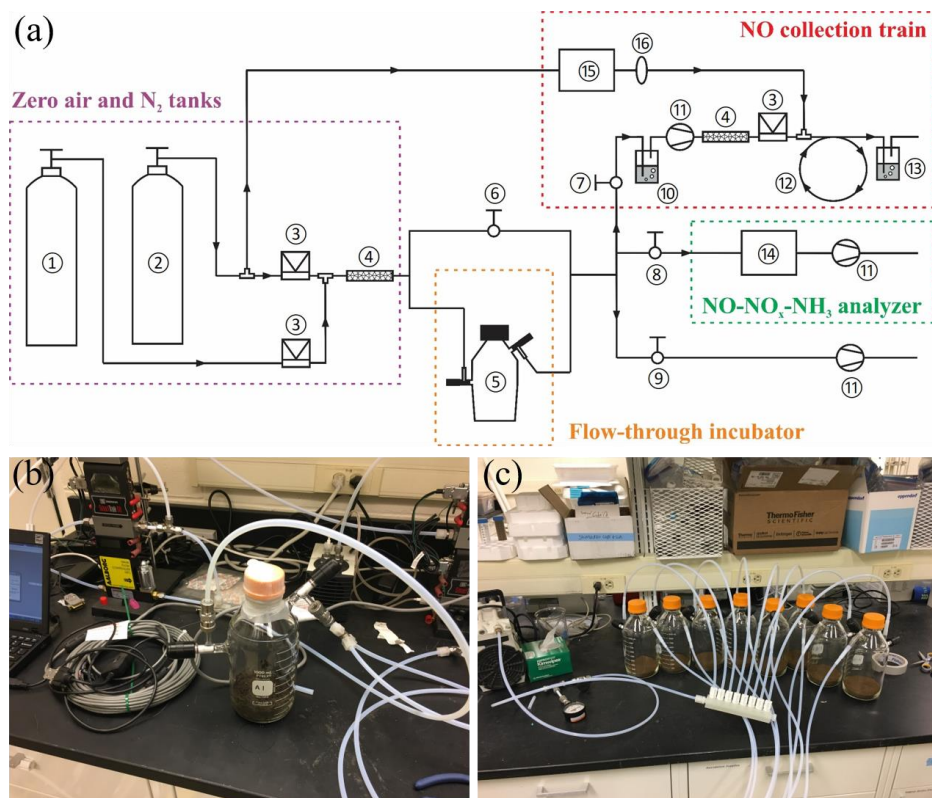 (a)
NO collection train
Zero air and N₂ tanks
⑯
⑮
③
④
⑪
⑦
⑩
⑫
⑬
⑥
③
④
①
②
⑧
⑭
⑪
NO-NOₓ-NH₃ analyzer
③
⑤
⑨
⑪
Flow-through incubator
(b)
(c)
A1
ThermoFisher
SCIENTIFIC
eppendorf
Kimwipes